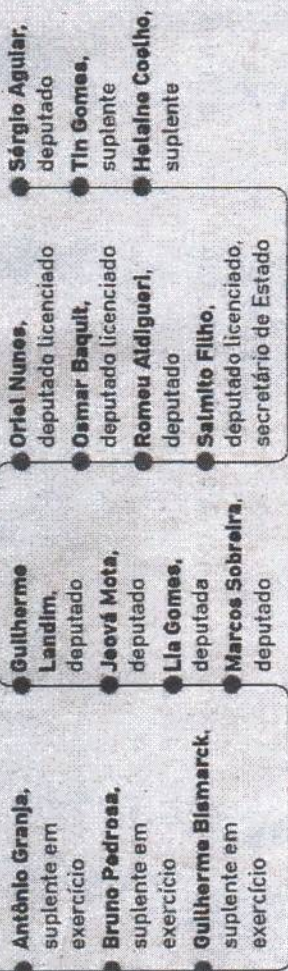 Antônio Granja,
suplente em
exercício
Bruno Pedrosa,
suplente em
exercício
Guilherme Bismarck,
suplente em
exercício
Guilherme
Landim,
deputado
Jeová Mota,
deputado
Lia Gomes,
deputada
Marcos Sobreira,
deputado
Oriel Nunes,
deputado licenciado
Osmar Baquit,
deputado licenciado
Romeu Aldigueri,
deputado
Salmito Filho,
deputado licenciado,
secretário de Estado
Sérgio Aguiar,
deputado
Tin Gomes,
suplente
Helaine Coelho,
suplente